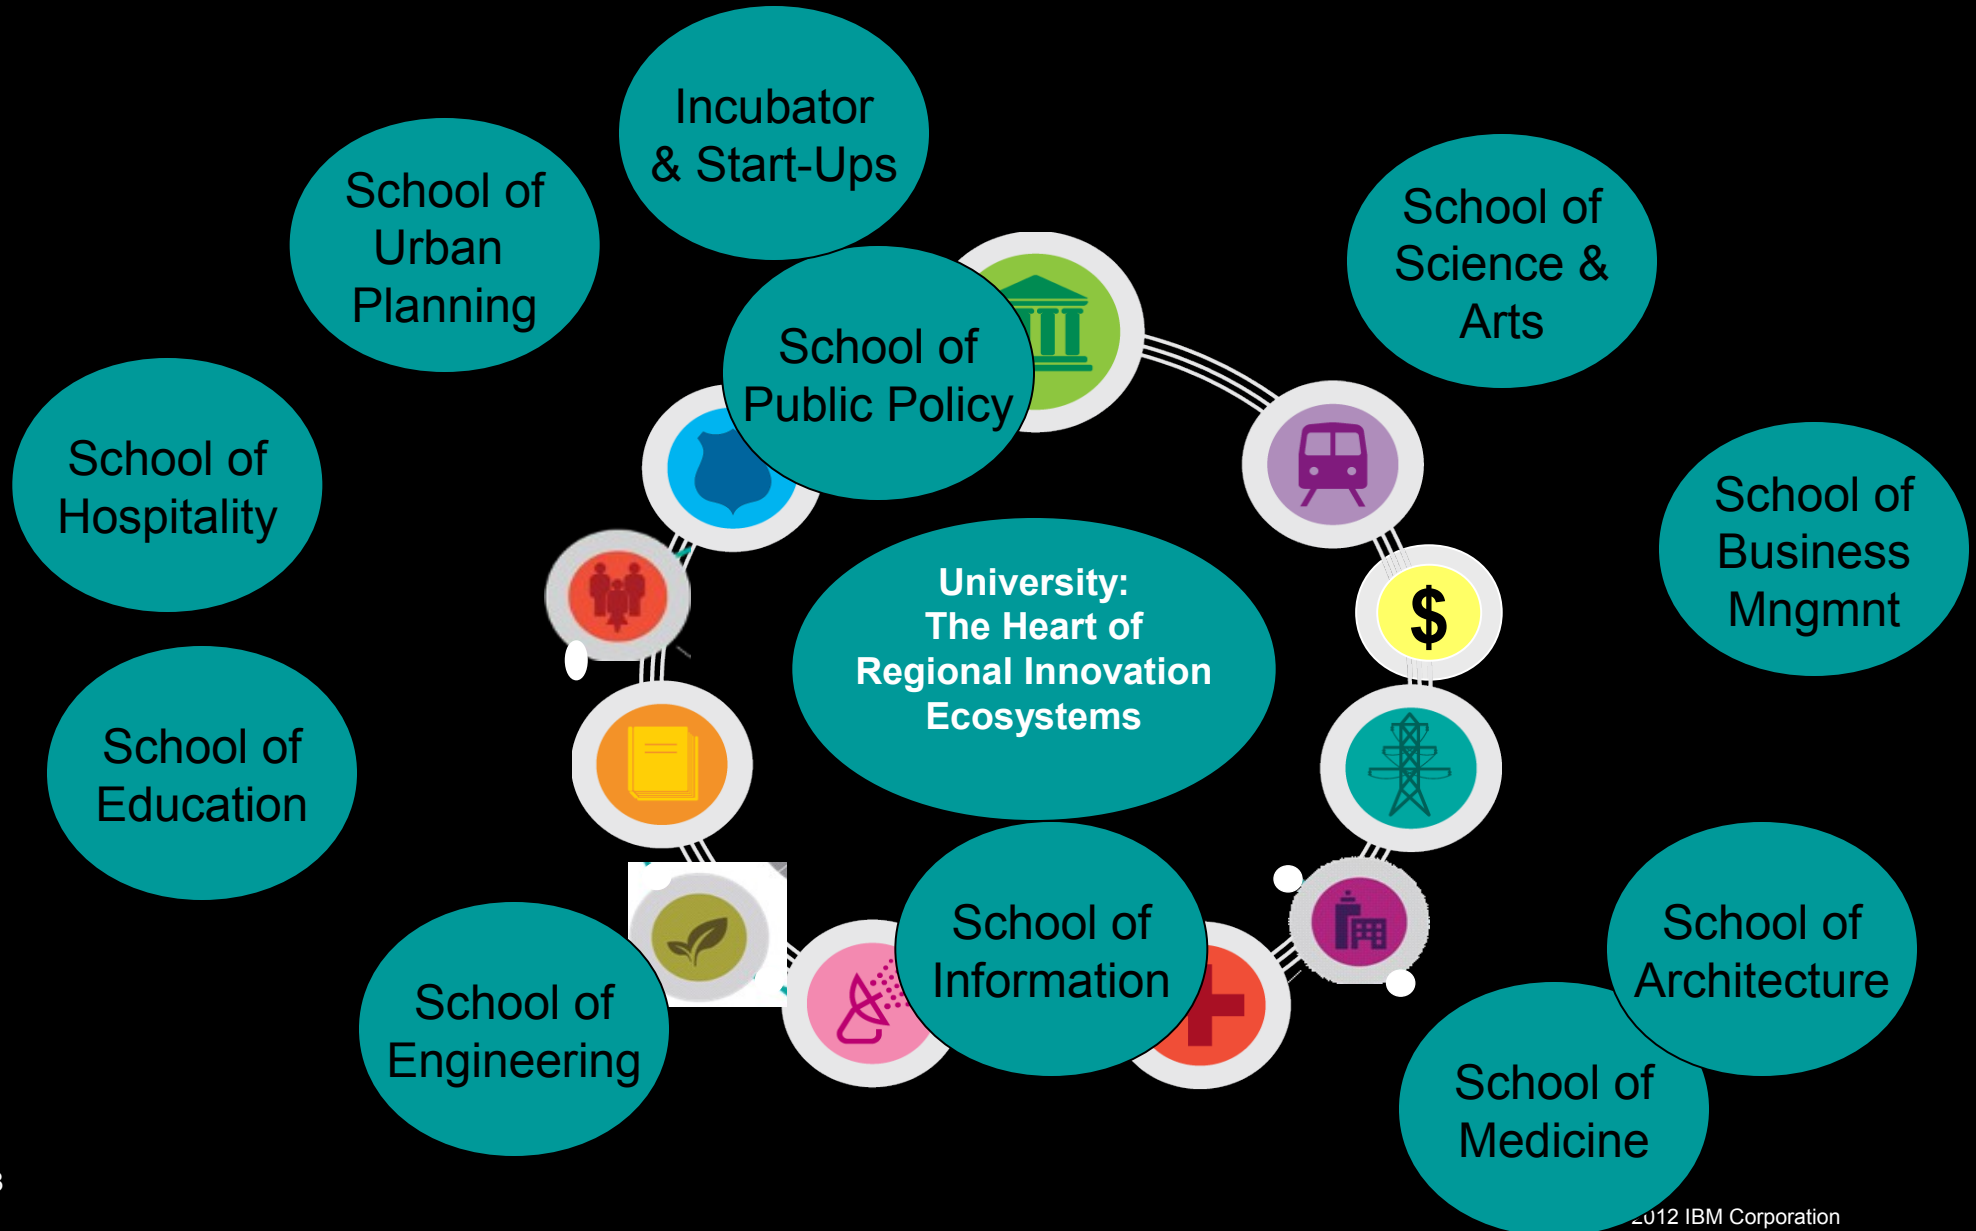 Incubator
& Start-Ups
School of
Urban
Planning
School of
Science &
Arts
School of
Public Policy
School of
Hospitality
School of
Business
Mngmnt
University:
The Heart of
Regional Innovation
Ecosystems
$
School of
Education
School of
Information
School of
Architecture
School of
Engineering
School of
Medicine
2012 IBM Corporation